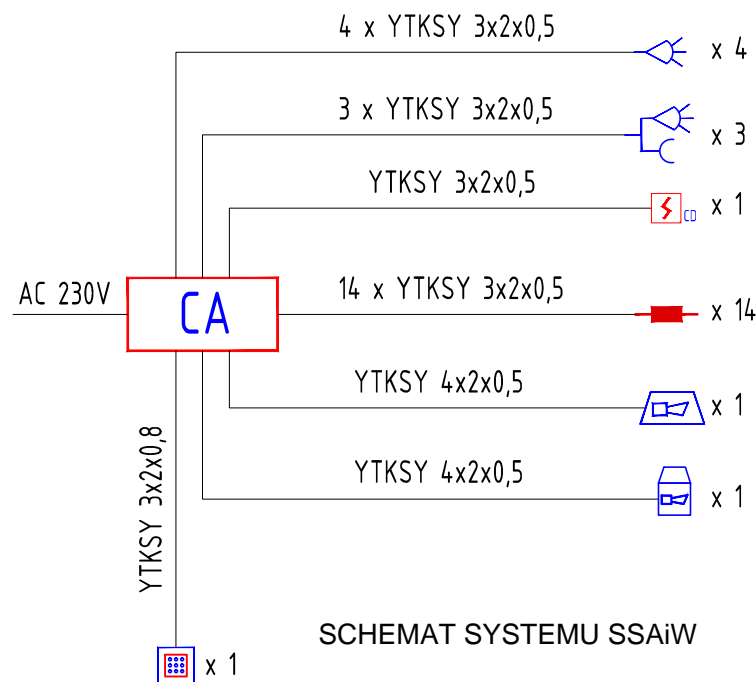 4 x YTKSY 3x2x0,5
x 4
3 x YTKSY 3x2x0,5
x 3
YTKSY 3x2x0,5
CD
x 1
AC 230V
CA
14 x YTKSY 3x2x0,5
x 14
YTKSY 4x2x0,5
x 1
YTKSY 4x2x0,5
x 1
YTKSY 3x2x0,8
x 1
SCHEMAT SYSTEMU SSAiW